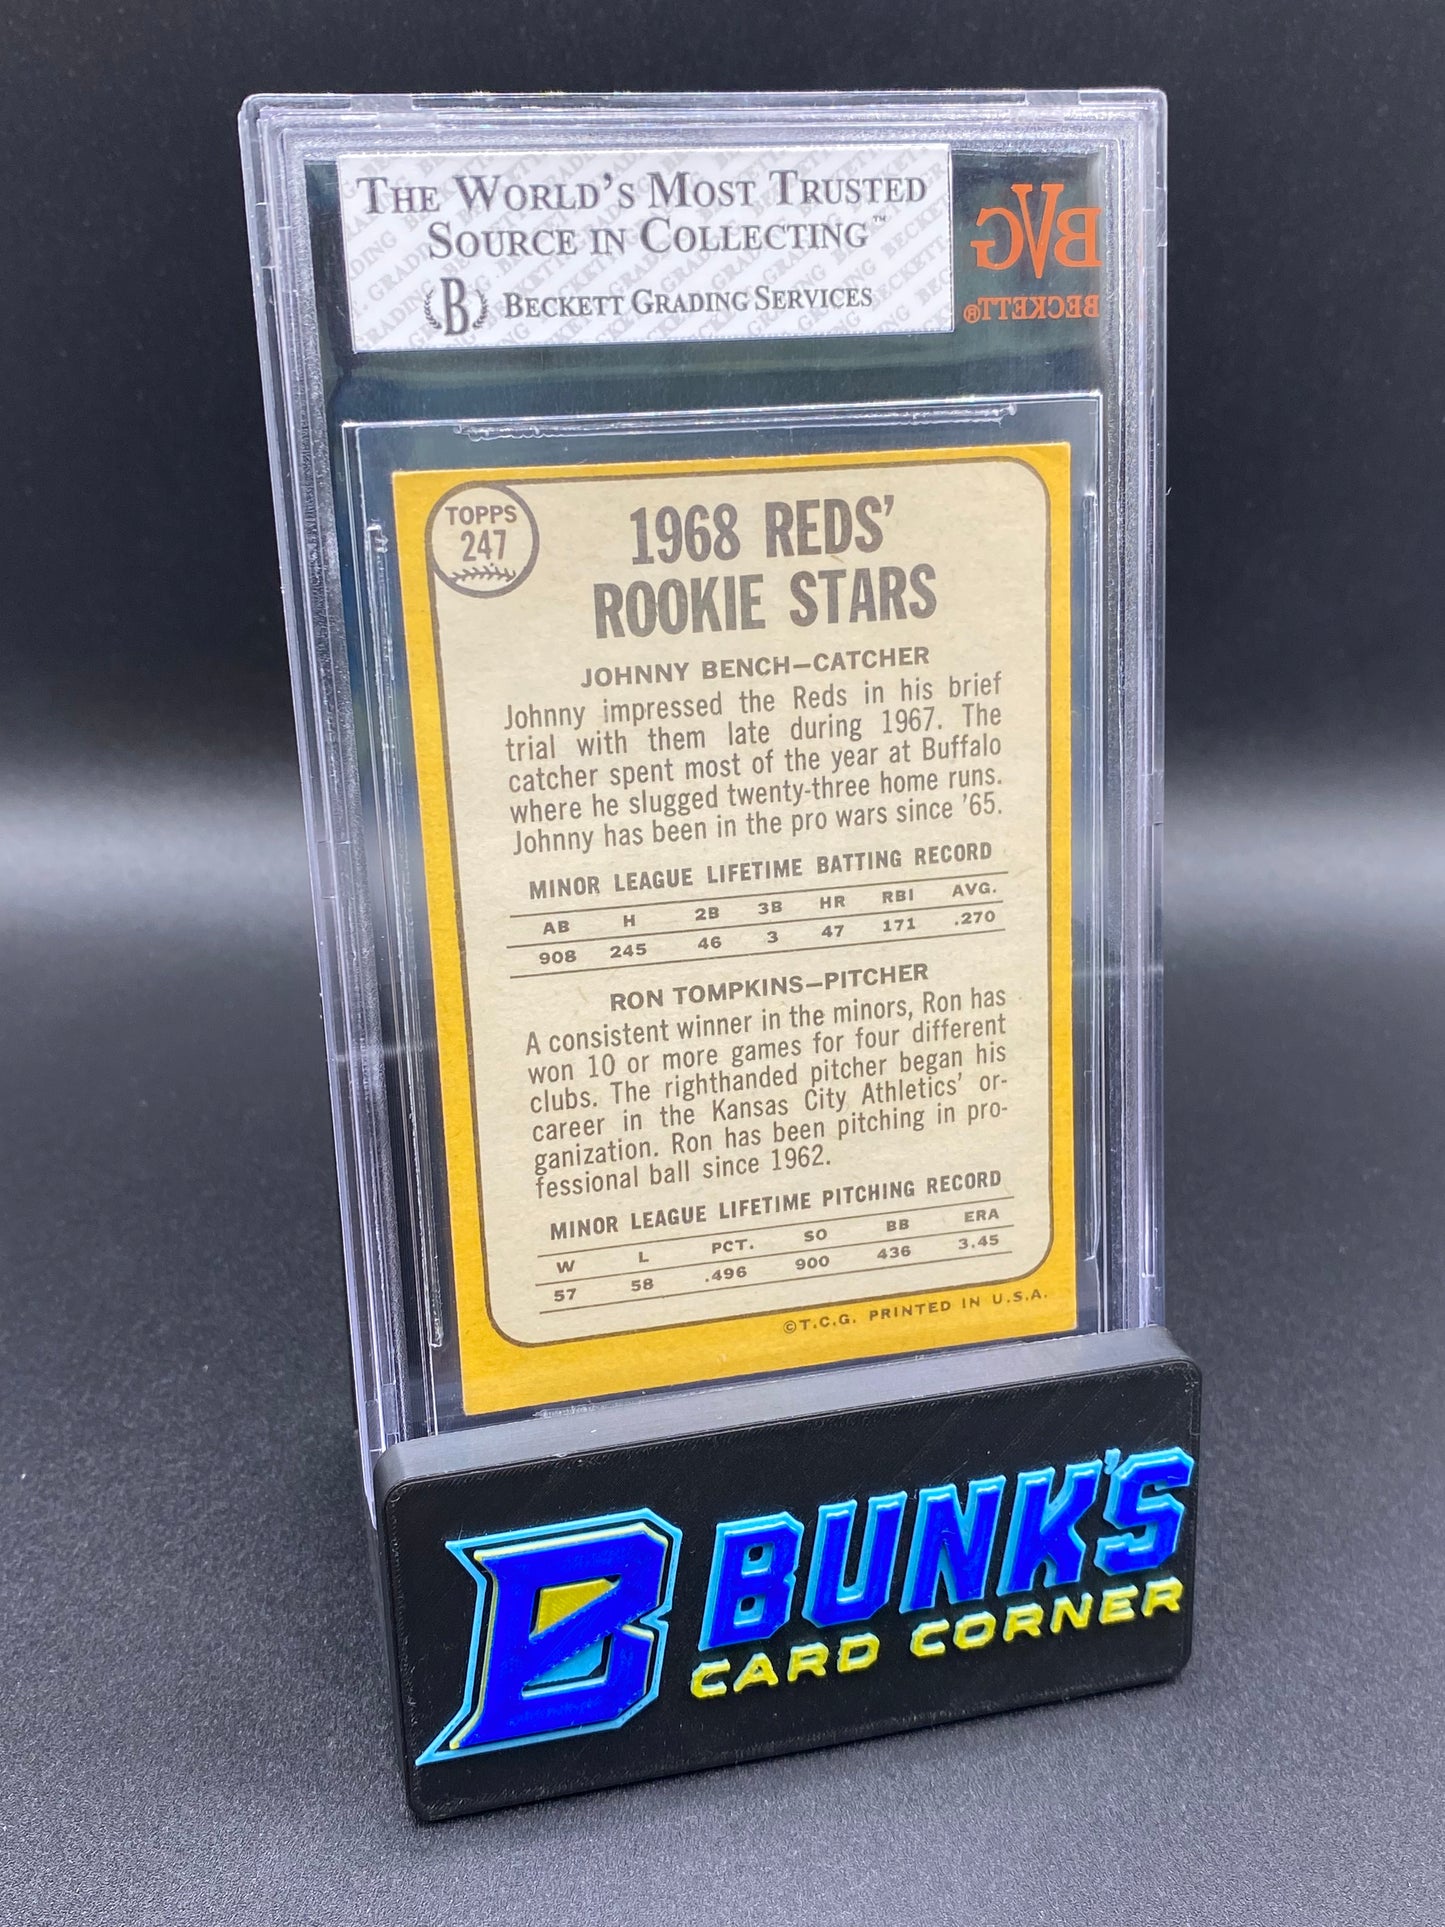 THE WORLD'S MOST TRUSTED
SOURCE IN COLLECTING™
B BECKETT GRADING SERVICES
BVG
BECKETT®
TOPPS
247
1968 REDS'
ROOKIE STARS
JOHNNY BENCH—CATCHER
Johnny impressed the Reds in his brief
trial with them late during 1967. The
catcher spent most of the year at Buffalo
where he slugged twenty-three home runs.
Johnny has been in the pro wars since '65.
MINOR LEAGUE LIFETIME BATTING RECORD
AB H 2B 3B HR RBI AVG.
908 245 46 3 47 171 .270
RON TOMPKINS—PITCHER
A consistent winner in the minors, Ron has
won 10 or more games for four different
clubs. The righthanded pitcher began his
career in the Kansas City Athletics' or-
ganization. Ron has been pitching in pro-
fessional ball since 1962.
MINOR LEAGUE LIFETIME PITCHING RECORD
W L PCT. SO BB ERA
57 58 .496 900 436 3.45
©T.C.G. PRINTED IN U.S.A.
B BUNK'S
CARD CORNER